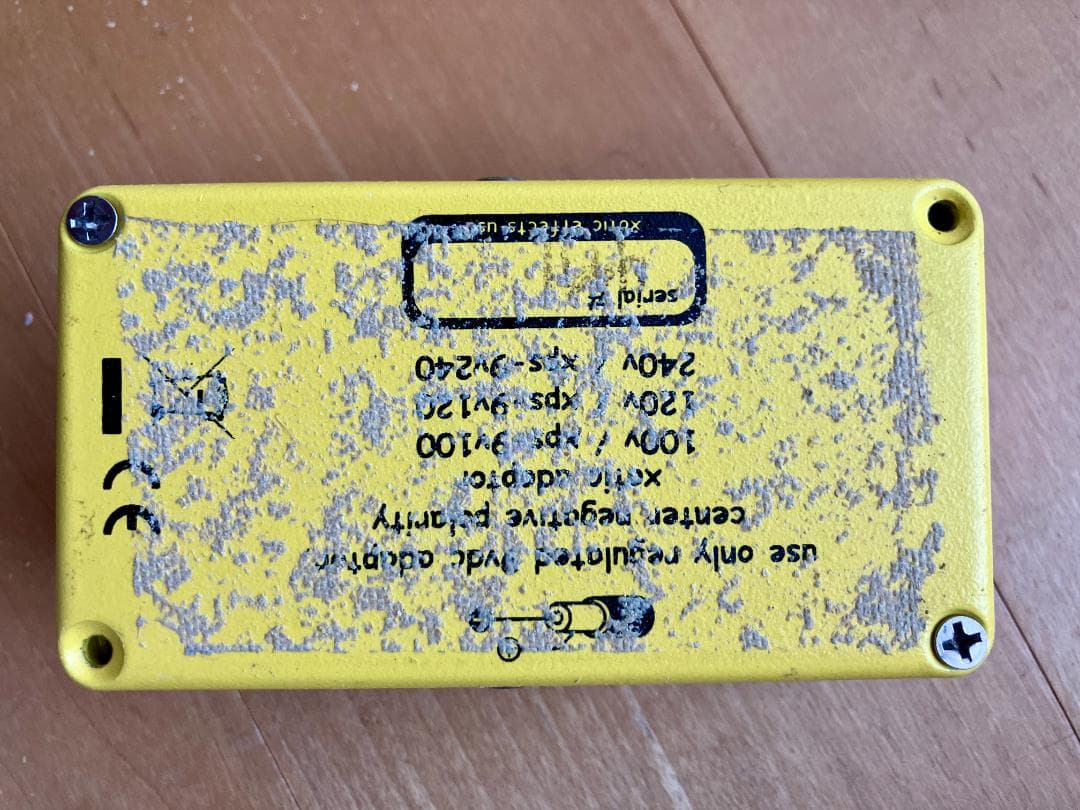 use only regulated 9vdc adaptor
center negative polarity
xotic adaptor
100v / xps-9v100
120v / xps-9v120
240v / xps-9v240
serial #
xotic effects usa
CE